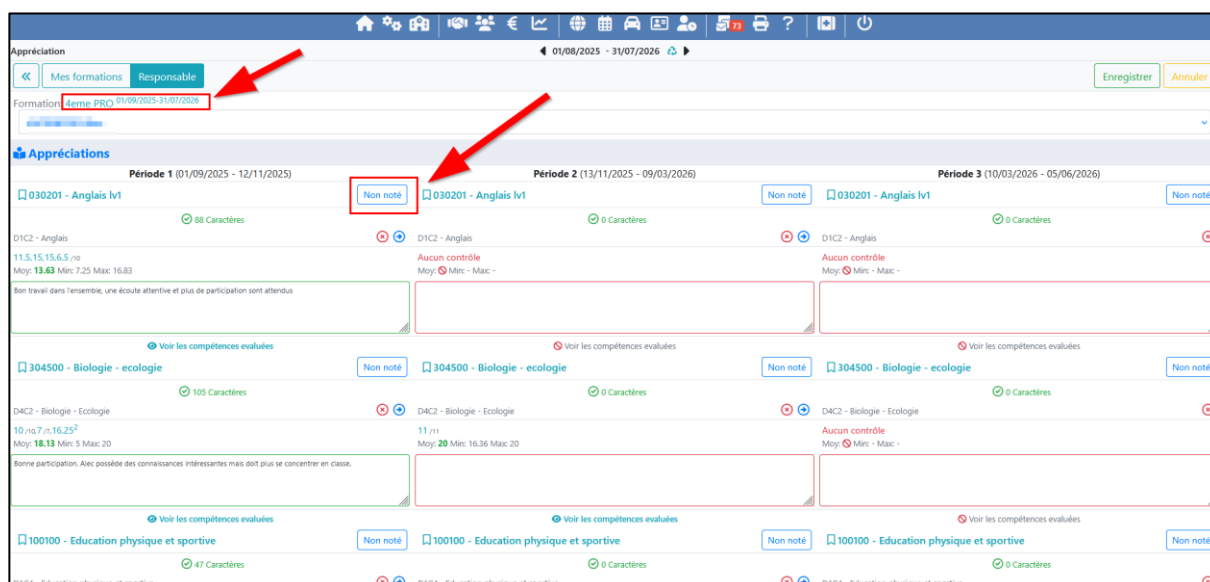 € 73 ?
Appréciation 01/08/2025 - 31/07/2026
Mes formations Responsable Enregistrer Annuler
Formation: 4eme PRO 01/09/2025-31/07/2026
Appréciations
Période 1 (01/09/2025 - 12/11/2025) Période 2 (13/11/2025 - 09/03/2026) Période 3 (10/03/2026 - 05/06/2026)
030201 - Anglais lv1 Non noté 030201 - Anglais lv1 Non noté 030201 - Anglais lv1 Non noté
88 Caractères 0 Caractères 0 Caractères
D1C2 - Anglais D1C2 - Anglais D1C2 - Anglais
11.5,15,15,6.5 /10 Aucun contrôle Aucun contrôle
Moy: 13.63 Min: 7.25 Max: 16.83 Moy: Min: - Max: - Moy: Min: - Max: -
Bon travail dans l'ensemble, une écoute attentive et plus de participation sont attendus
Voir les compétences evaluées Voir les compétences evaluées Voir les compétences evaluées
304500 - Biologie - ecologie Non noté 304500 - Biologie - ecologie Non noté 304500 - Biologie - ecologie Non noté
105 Caractères 0 Caractères 0 Caractères
D4C2 - Biologie - Ecologie D4C2 - Biologie - Ecologie D4C2 - Biologie - Ecologie
10 /10,7 /7,16.25² 11 /11 Aucun contrôle
Moy: 18.13 Min: 5 Max: 20 Moy: 20 Min: 16.36 Max: 20 Moy: Min: - Max: -
Bonne participation. Alec possède des connaissances intéressantes mais doit plus se concentrer en classe.
Voir les compétences evaluées Voir les compétences evaluées Voir les compétences evaluées
100100 - Education physique et sportive Non noté 100100 - Education physique et sportive Non noté 100100 - Education physique et sportive Non noté
47 Caractères 0 Caractères 0 Caractères